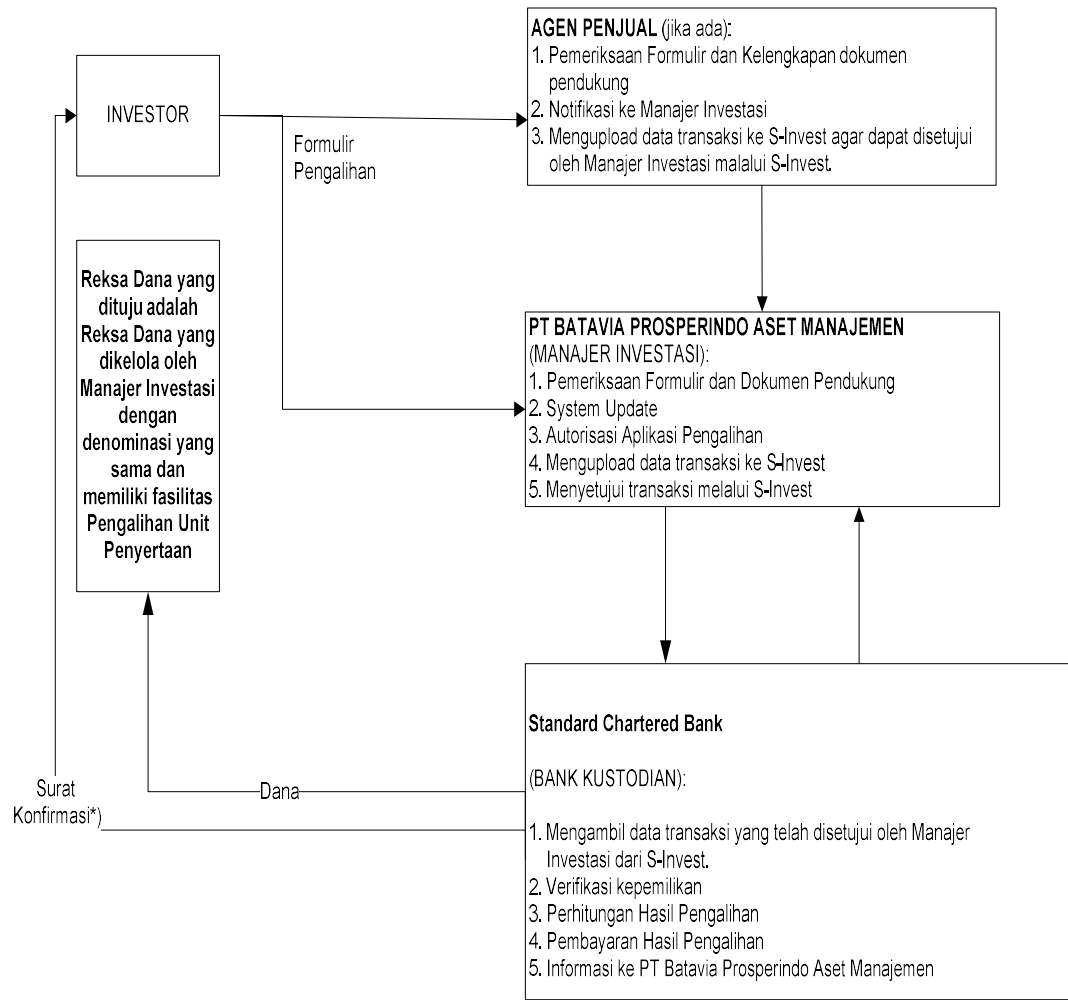 INVESTOR
Formulir
Pengalihan
AGEN PENJUAL (jika ada):
1. Pemeriksaan Formulir dan Kelengkapan dokumen
pendukung
2. Notifikasi ke Manajer Investasi
3. Mengupload data transaksi ke S-Invest agar dapat disetujui
oleh Manajer Investasi malalui S-Invest.
Reksa Dana yang
dituju adalah
Reksa Dana yang
dikelola oleh
Manajer Investasi
dengan
denominasi yang
sama dan
memiliki fasilitas
Pengalihan Unit
Penyertaan
PT BATAVIA PROSPERINDO ASET MANAJEMEN
(MANAJER INVESTASI):
1. Pemeriksaan Formulir dan Dokumen Pendukung
2. System Update
3. Autorisasi Aplikasi Pengalihan
4. Mengupload data transaksi ke S-Invest
5. Menyetujui transaksi melalui S-Invest
Standard Chartered Bank
(BANK KUSTODIAN):
1. Mengambil data transaksi yang telah disetujui oleh Manajer
Investasi dari S-Invest.
2. Verifikasi kepemilikan
3. Perhitungan Hasil Pengalihan
4. Pembayaran Hasil Pengalihan
5. Informasi ke PT Batavia Prosperindo Aset Manajemen
Dana
Surat
Konfirmasi*)